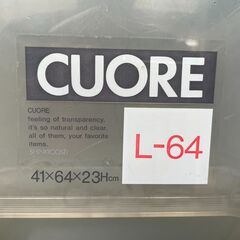 CUORE
CUORE
feeling of transparency,
it's so natural and clear,
all of them, your favorite
items.
L-64
41×64×23Hcm